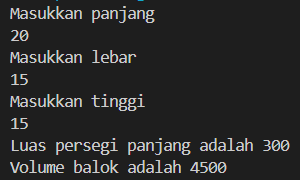 Masukkan panjang
20
Masukkan lebar
15
Masukkan tinggi
15
Luas persegi panjang adalah 300
Volume balok adalah 4500